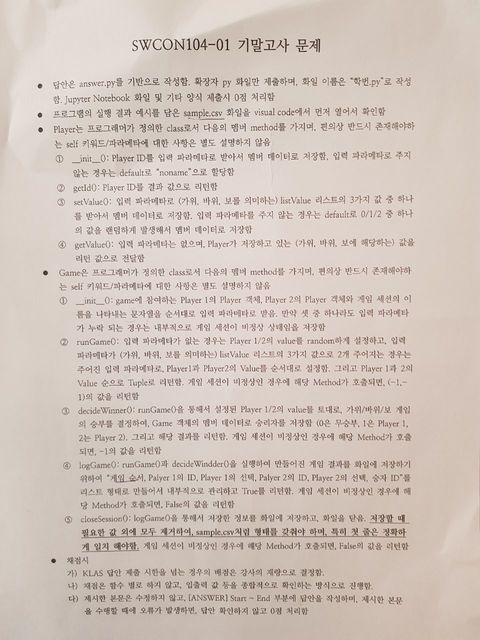 SWCON104-01 기말고사 문제
● 답안은 answer.py를 기반으로 작성함. 확장자 py 화일만 제출하며, 화일 이름은 "학번.py"로 작성
함. Jupyter Notebook 화일 및 기타 양식 제출시 0점 처리함
● 프로그램의 실행 결과 예시를 담은 sample.csv 화일을 visual code에서 먼저 열어서 확인함
● Player는 프로그래머가 정의한 class로서 다음의 멤버 method를 가지며, 편의상 반드시 존재해야하
는 self 키워드/파라메타에 대한 사항은 별도 설명하지 않음
① __init__(): Player ID를 입력 파라메타로 받아서 멤버 데이터로 저장함. 입력 파라메타로 주지
않는 경우는 default로 "noname"으로 할당함
② getId(): Player ID를 결과 값으로 리턴함
③ setValue(): 입력 파라메타로 (가위, 바위, 보를 의미하는) listValue 리스트의 3가지 값 중 하나
를 받아서 멤버 데이터로 저장함. 입력 파라메타를 주지 않는 경우는 default로 0/1/2 중 하나
의 값을 랜덤하게 발생해서 멤버 데이터로 저장함
④ getValue(): 입력 파라메타는 없으며, Player가 저장하고 있는 (가위, 바위, 보에 해당하는) 값을
리턴 값으로 전달함
● Game은 프로그래머가 정의한 class로서 다음의 멤버 method를 가지며, 편의상 반드시 존재해야하
는 self 키워드/파라메타에 대한 사항은 별도 설명하지 않음
① __init__(): game에 참여하는 Player 1의 Player 객체, Player 2의 Player 객체와 게임 세션의 이
름을 나타내는 문자열을 순서대로 입력 파라메타로 받음. 만약 셋 중 하나라도 입력 파라메타
가 누락 되는 경우는 내부적으로 게임 세션이 비정상 상태임을 저장함
② runGame(): 입력 파라메타가 없는 경우는 Player 1/2의 value를 random하게 설정하고, 입력
파라메타가 (가위, 바위, 보를 의미하는) listValue 리스트의 3가지 값으로 2개 주어지는 경우는
주어진 입력 파라메타로, Player1과 Player2의 Value를 순서대로 설정함. 그리고 Player 1과 2의
Value 순으로 Tuple로 리턴함. 게임 세션이 비정상인 경우에 해당 Method가 호출되면, (-1,-
1)의 값을 리턴함
③ decideWinner(): runGame()을 통해서 설정된 Player 1/2의 value를 토대로, 가위/바위/보 게임
의 승부를 결정하여, Game 객체의 멤버 데이터로 승리자를 저장함 (0은 무승부, 1은 Player 1,
2는 Player 2). 그리고 해당 결과를 리턴함. 게임 세션이 비정상인 경우에 해당 Method가 호출
되면, -1의 값을 리턴함
④ logGame(): runGame()과 decideWindder()을 실행하여 만들어진 게임 결과를 화일에 저장하기
위하여 "게임 순서, Palyer 1의 ID, Player 1의 선택, Palyer 2의 ID, Player 2의 선택, 승자 ID"를
리스트 형태로 만들어서 내부적으로 관리하고 True를 리턴함. 게임 세션이 비정상인 경우에 해
당 Method가 호출되면, False의 값을 리턴함
⑤ closeSession(): logGame()을 통해서 저장한 정보를 화일에 저장하고, 화일을 닫음. 저장할 때
필요한 값 외에 모두 제거하여, sample.csv처럼 형태를 갖춰야 하며, 특히 첫 줄은 정확하
게 일치 해야함. 게임 세션이 비정상인 경우에 해당 Method가 호출되면, False의 값을 리턴함
● 채점시
가) KLAS 답안 제출 시한을 넘는 경우의 배점은 강사의 재량으로 결정함.
나) 채점은 함수 별로 하지 않고, 입출력 값 등을 종합적으로 확인하는 방식으로 진행함.
다) 제시한 본문은 수정하지 않고, [ANSWER] Start ~ End 부분에 답안을 작성하며, 제시한 본문
을 수행할 때에 오류가 발생하면, 답안 확인하지 않고 0점 처리함